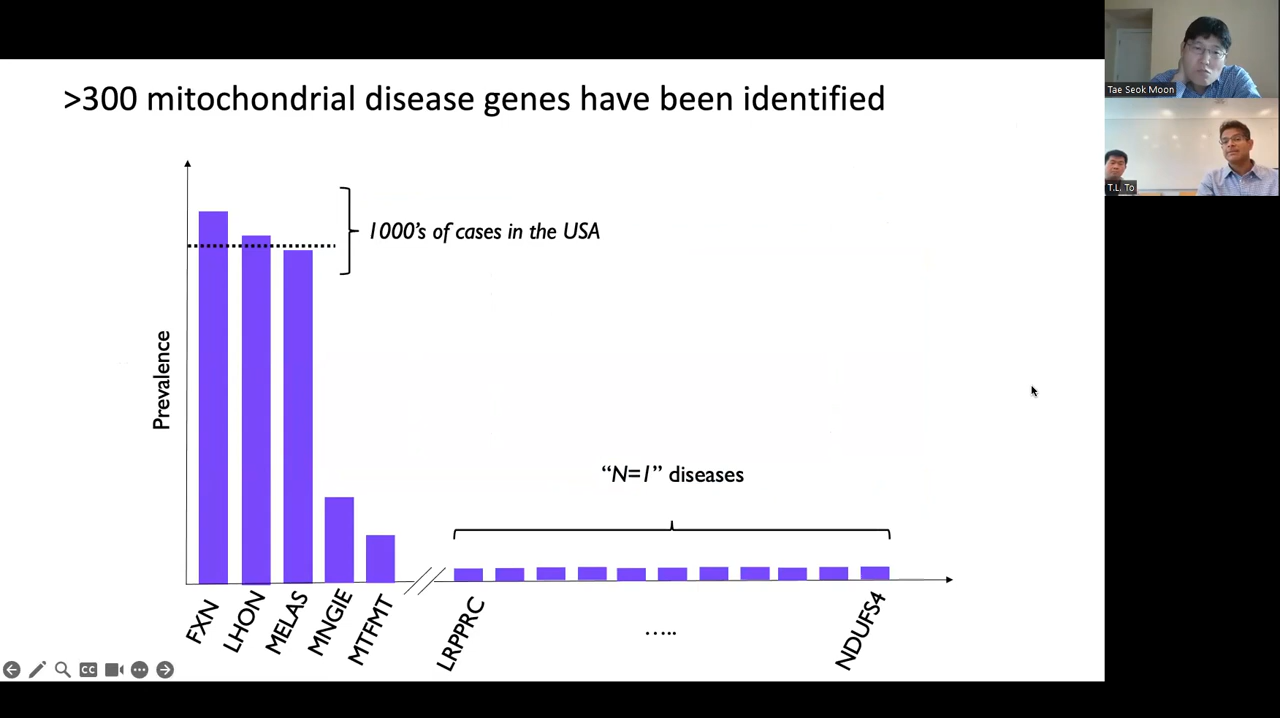 >300 mitochondrial disease genes have been identified
Tae Seok Moon
T.L. To
1000's of cases in the USA
Prevalence
“N=1” diseases
FXN
LHON
MELAS
MNGIE
MTFMT
LRPPRC
.....
NDUFS4
CC